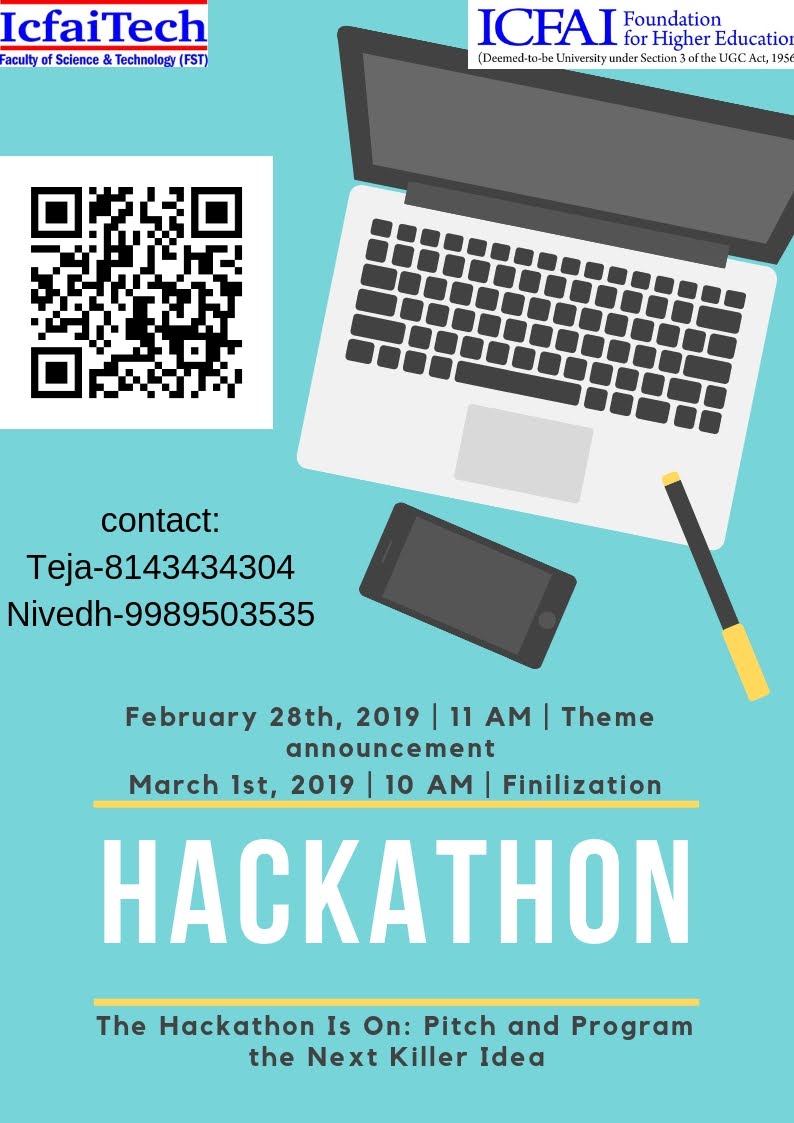 IcfaiTech
Faculty of Science & Technology (FST)
ICFAI Foundation
for Higher Education
(Deemed-to-be University under Section 3 of the UGC Act, 1956
contact:
Teja-8143434304
Nivedh-9989503535
February 28th, 2019 | 11 AM | Theme
announcement
March 1st, 2019 | 10 AM | Finilization
HACKATHON
The Hackathon Is On: Pitch and Program
the Next Killer Idea